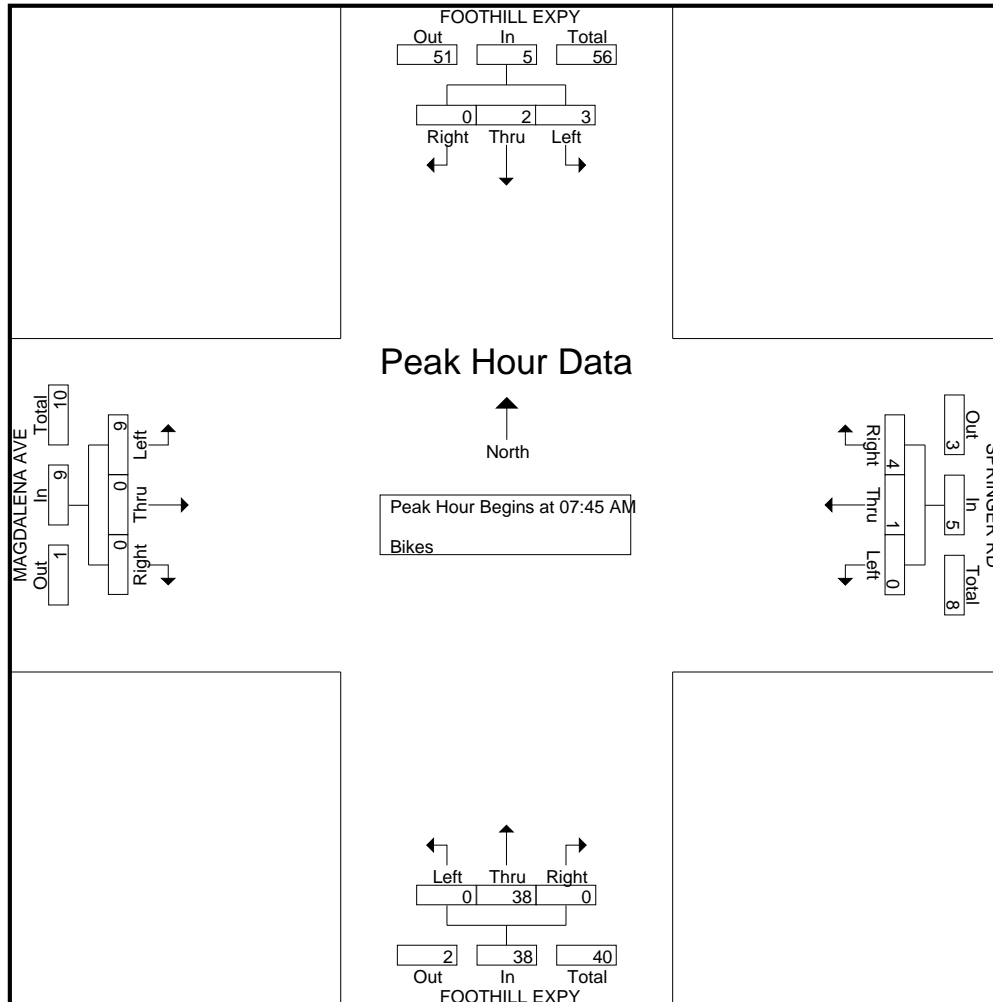 FOOTHILL EXPY
Out In Total
51 5 56
0 2 3
Right Thru Left
Peak Hour Data
North
Peak Hour Begins at 07:45 AM
Bikes
MAGDALENA AVE
Out In Total
1 9 10
9 0 0
Left Thru Right
SPRINGER RD
Out In Total
3 5 8
4 1 0
Right Thru Left
Left Thru Right
0 38 0
2 38 40
Out In Total
FOOTHILL EXPY